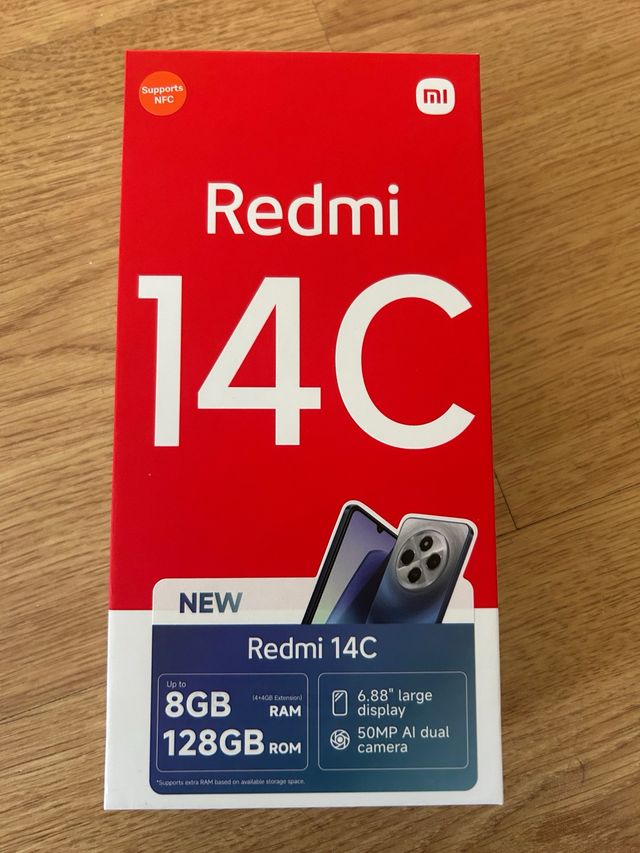 Supports
NFC
mi
Redmi
14C
NEW
Redmi 14C
Up to
8GB (4+4GB Extension) RAM
128GB ROM
*Supports extra RAM based on available storage space.
6.88" large
display
50MP AI dual
camera